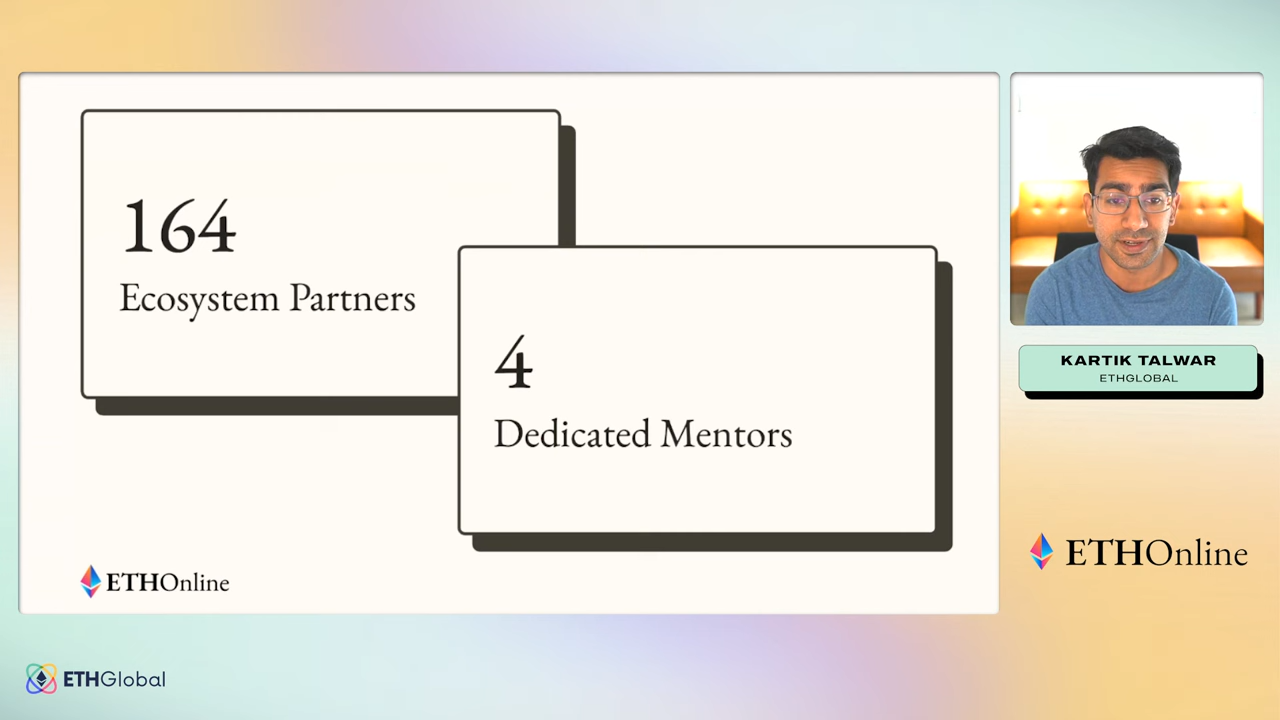 164
Ecosystem Partners
4
Dedicated Mentors
ETHOnline
KARTIK TALWAR
ETHGLOBAL
ETHOnline
ETHGlobal